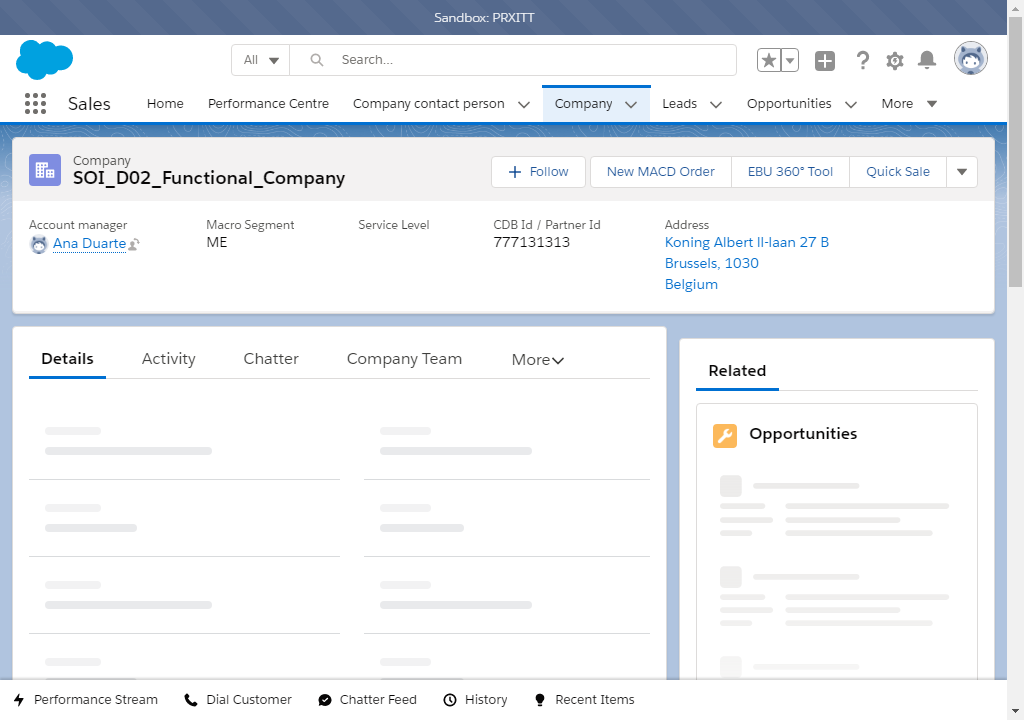 Sandbox: PRXITT
All
Search...
Sales
Home
Performance Centre
Company contact person
Company
Leads
Opportunities
More
Company
SOI_D02_Functional_Company
Follow
New MACD Order
EBU 360° Tool
Quick Sale
Account manager
Ana Duarte
Macro Segment
ME
Service Level
CDB Id / Partner Id
777131313
Address
Koning Albert II-laan 27 B
Brussels, 1030
Belgium
Details
Activity
Chatter
Company Team
More
Related
Opportunities
Performance Stream
Dial Customer
Chatter Feed
History
Recent Items